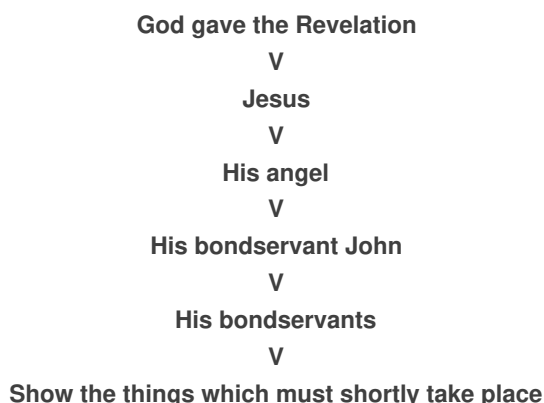 God gave the Revelation
V
Jesus
V
His angel
V
His bondservant John
V
His bondservants
V
Show the things which must shortly take place